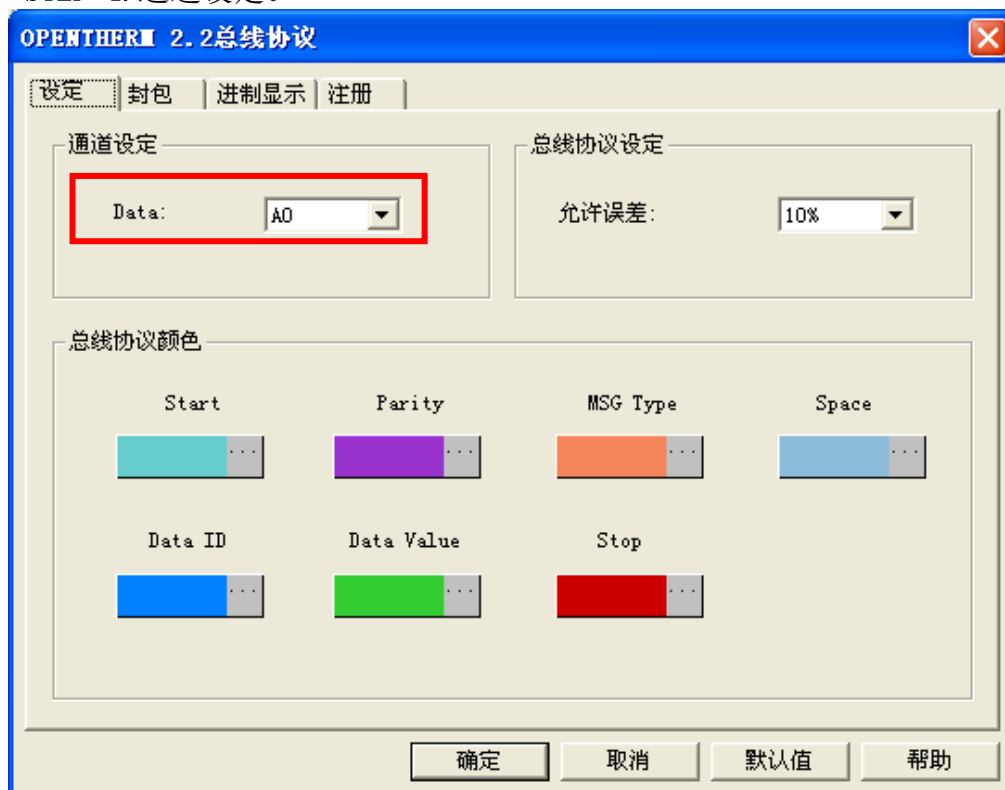 OPENTHERM 2.2总线协议
设定 封包 进制显示 注册
通道设定
Data: A0
总线协议设定
允许误差: 10%
总线协议颜色
Start Parity MSG Type Space
... ... ... ...
Data ID Data Value Stop
... ... ...
确定 取消 默认值 帮助